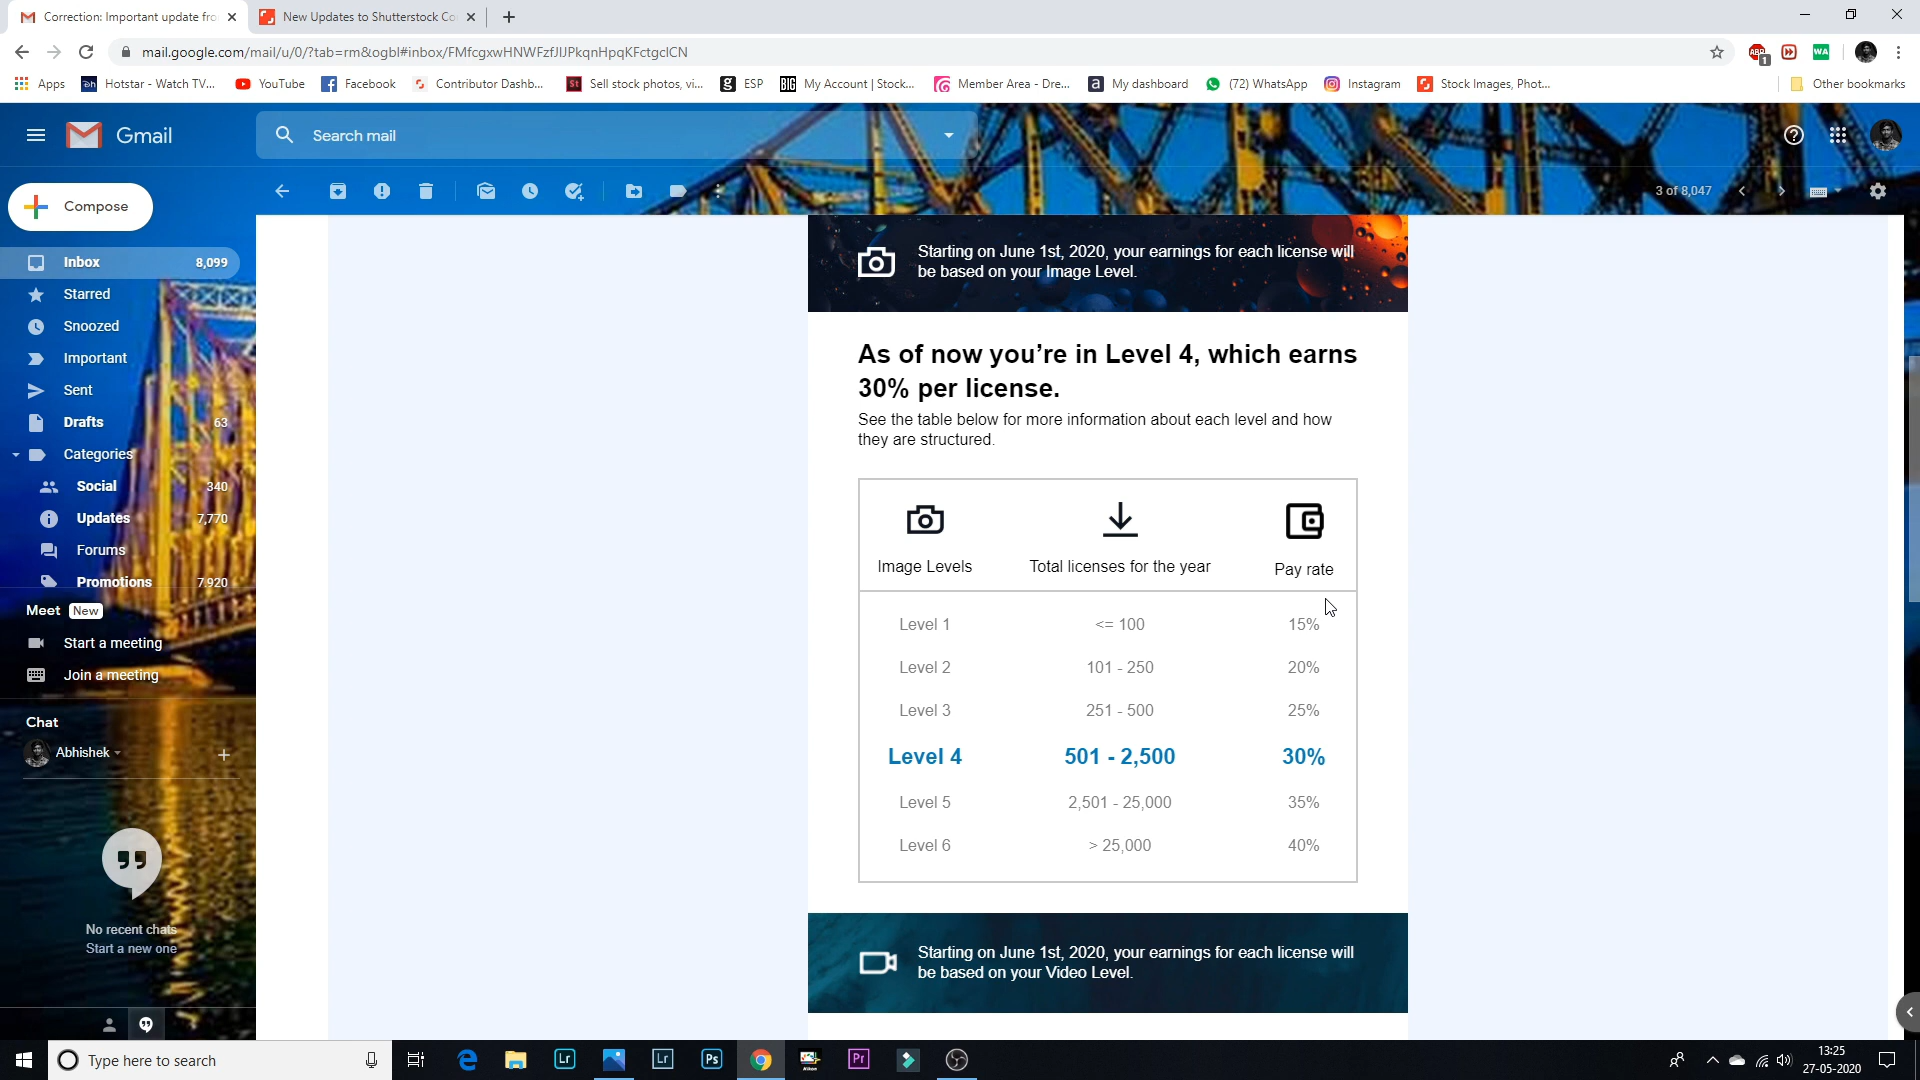 Correction: Important update fro
New Updates to Shutterstock Co
mail.google.com/mail/u/0/?tab=rm&ogbl#inbox/FMfcgxwHNWFzfJlJPkqnHpqKFctgclCN
ABP
1
WA
Apps
Hotstar - Watch TV...
YouTube
Facebook
Contributor Dashb...
Sell stock photos, vi...
ESP
My Account | Stock...
Member Area - Dre...
My dashboard
(72) WhatsApp
Instagram
Stock Images, Phot...
Other bookmarks
Gmail
Search mail
Compose
3 of 8,047
Inbox 8,099
Starred
Snoozed
Important
Sent
Drafts 63
Categories
Social 340
Updates 7,770
Forums
Promotions 7,920
Meet New
Start a meeting
Join a meeting
Chat
Abhishek
No recent chats
Start a new one
Starting on June 1st, 2020, your earnings for each license will
be based on your Image Level.
As of now you’re in Level 4, which earns
30% per license.
See the table below for more information about each level and how
they are structured.
Image Levels Total licenses for the year Pay rate
Level 1 <= 100 15%
Level 2 101 - 250 20%
Level 3 251 - 500 25%
Level 4 501 - 2,500 30%
Level 5 2,501 - 25,000 35%
Level 6 > 25,000 40%
Starting on June 1st, 2020, your earnings for each license will
be based on your Video Level.
Type here to search
Lr
Lr
Ps
Pr
13:25
27-05-2020